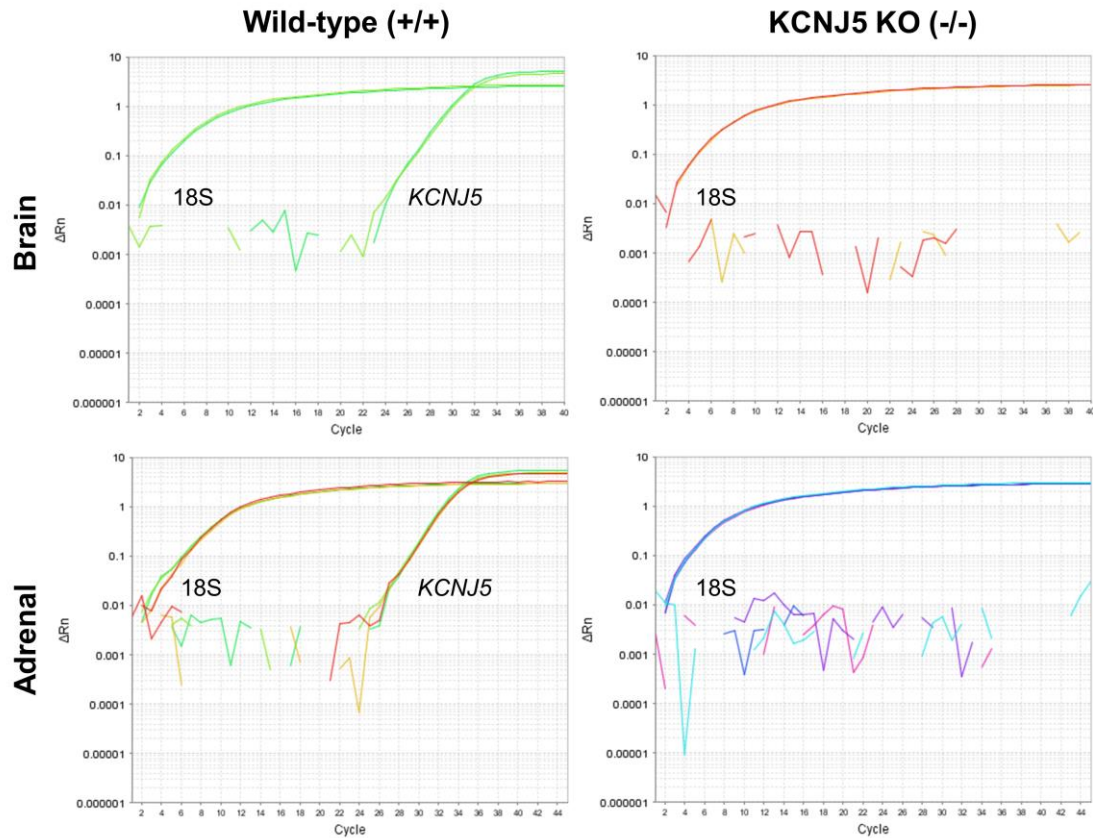 Wild-type (+/+)
KCNJ5 KO (-/-)
Brain
10
1
0.1
0.01
0.001
0.0001
0.00001
0.000001
ΔRn
18S
KCNJ5
2 4 6 8 10 12 14 16 18 20 22 24 26 28 30 32 34 36 38 40
Cycle
10
1
0.1
0.01
0.001
0.0001
0.00001
0.000001
ΔRn
18S
2 4 6 8 10 12 14 16 18 20 22 24 26 28 30 32 34 36 38 40
Cycle
Adrenal
10
1
0.1
0.01
0.001
0.0001
0.00001
0.000001
ΔRn
18S
KCNJ5
2 4 6 8 10 12 14 16 18 20 22 24 26 28 30 32 34 36 38 40 42 44
Cycle
10
1
0.1
0.01
0.001
0.0001
0.00001
0.000001
ΔRn
18S
2 4 6 8 10 12 14 16 18 20 22 24 26 28 30 32 34 36 38 40 42 44
Cycle